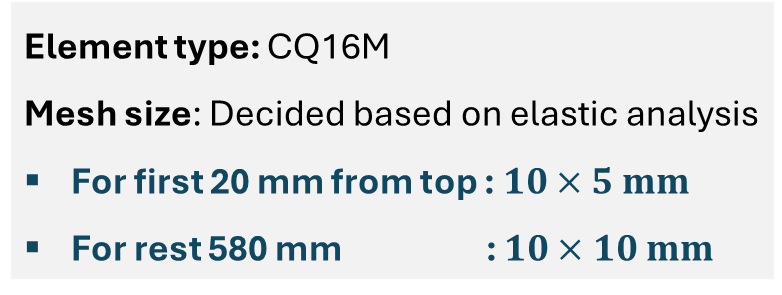 Element type: CQ16M
Mesh size: Decided based on elastic analysis
▪ For first 20 mm from top : 10 × 5 mm
▪ For rest 580 mm : 10 × 10 mm